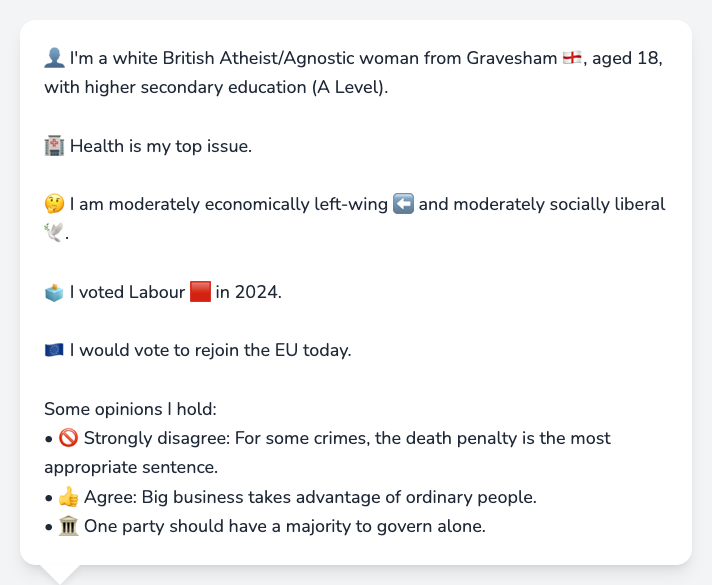 👤 I'm a white British Atheist/Agnostic woman from Gravesham 🏴󠁧󠁢󠁥󠁮󠁧󠁿, aged 18,
with higher secondary education (A Level).
🏥 Health is my top issue.
🤔 I am moderately economically left-wing ⬅️ and moderately socially liberal
🕊️.
🗳️ I voted Labour 🟥 in 2024.
🇪🇺 I would vote to rejoin the EU today.
Some opinions I hold:
• 🚫 Strongly disagree: For some crimes, the death penalty is the most
appropriate sentence.
• 👍 Agree: Big business takes advantage of ordinary people.
• 🏛️ One party should have a majority to govern alone.